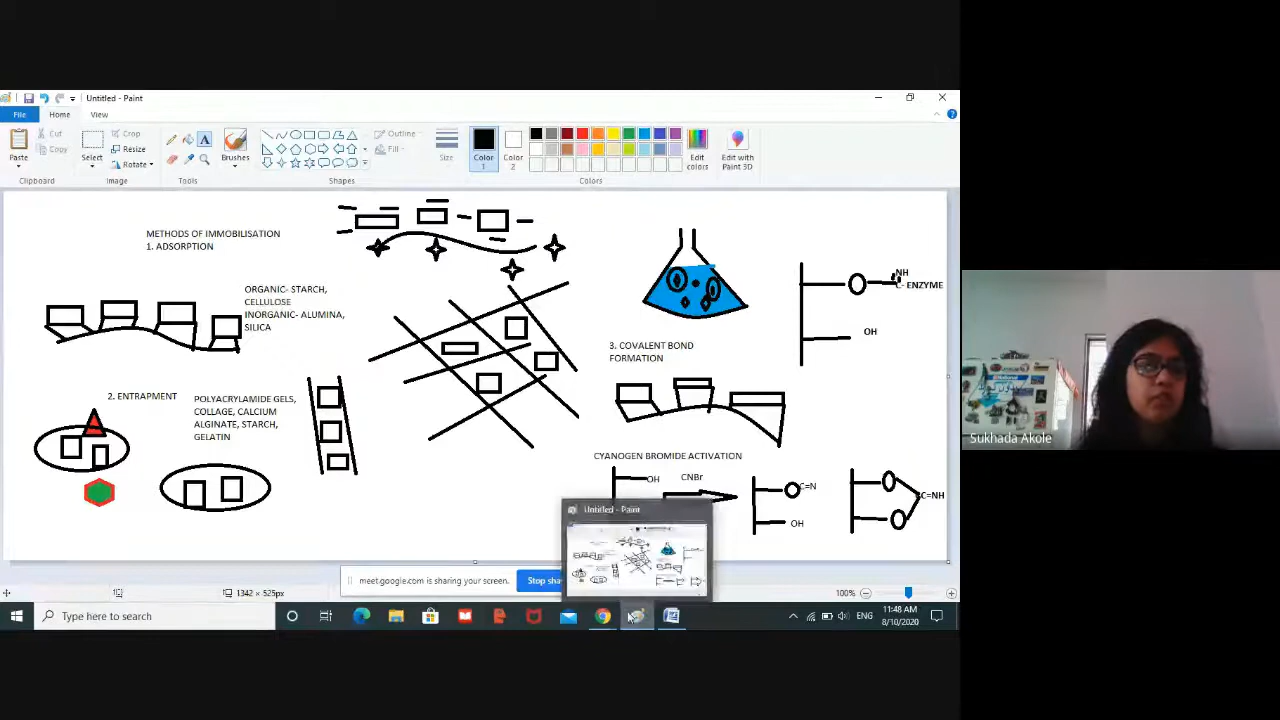 Untitled - Paint
File
Home
View
Paste
Cut
Copy
Select
Crop
Resize
Rotate
Brushes
Outline
Fill
Size
Color 1
Color 2
Edit colors
Edit with Paint 3D
Clipboard
Image
Tools
Shapes
Colors
METHODS OF IMMOBILISATION
1. ADSORPTION
ORGANIC- STARCH,
CELLULOSE
INORGANIC- ALUMINA,
SILICA
2. ENTRAPMENT
POLYACRYLAMIDE GELS,
COLLAGE, CALCIUM
ALGINATE, STARCH,
GELATIN
NH
C- ENZYME
OH
3. COVALENT BOND
FORMATION
CYANOGEN BROMIDE ACTIVATION
OH
CNBr
C=N
OH
C=NH
Untitled - Paint
meet.google.com is sharing your screen.
Stop sha
1342 × 525px
100%
Type here to search
ENG
11:48 AM
8/10/2020
Sukhada Akole